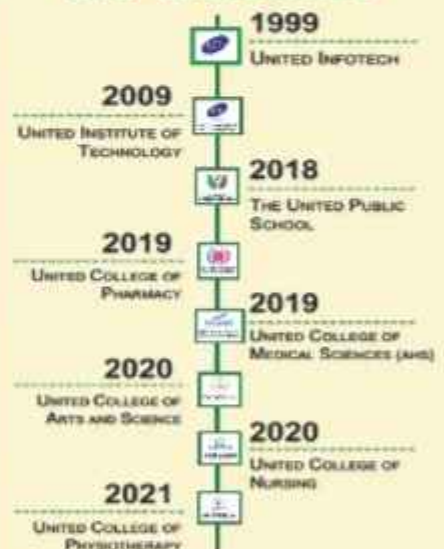 1999
UNITED INFOTECH
2009
UNITED INSTITUTE OF
TECHNOLOGY
2018
THE UNITED PUBLIC
SCHOOL
2019
UNITED COLLEGE OF
PHARMACY
2019
UNITED COLLEGE OF
MEDICAL SCIENCES (AHS)
2020
UNITED COLLEGE OF
ARTS AND SCIENCE
2020
UNITED COLLEGE OF
NURSING
2021
UNITED COLLEGE OF
PHYSIOTHERAPY